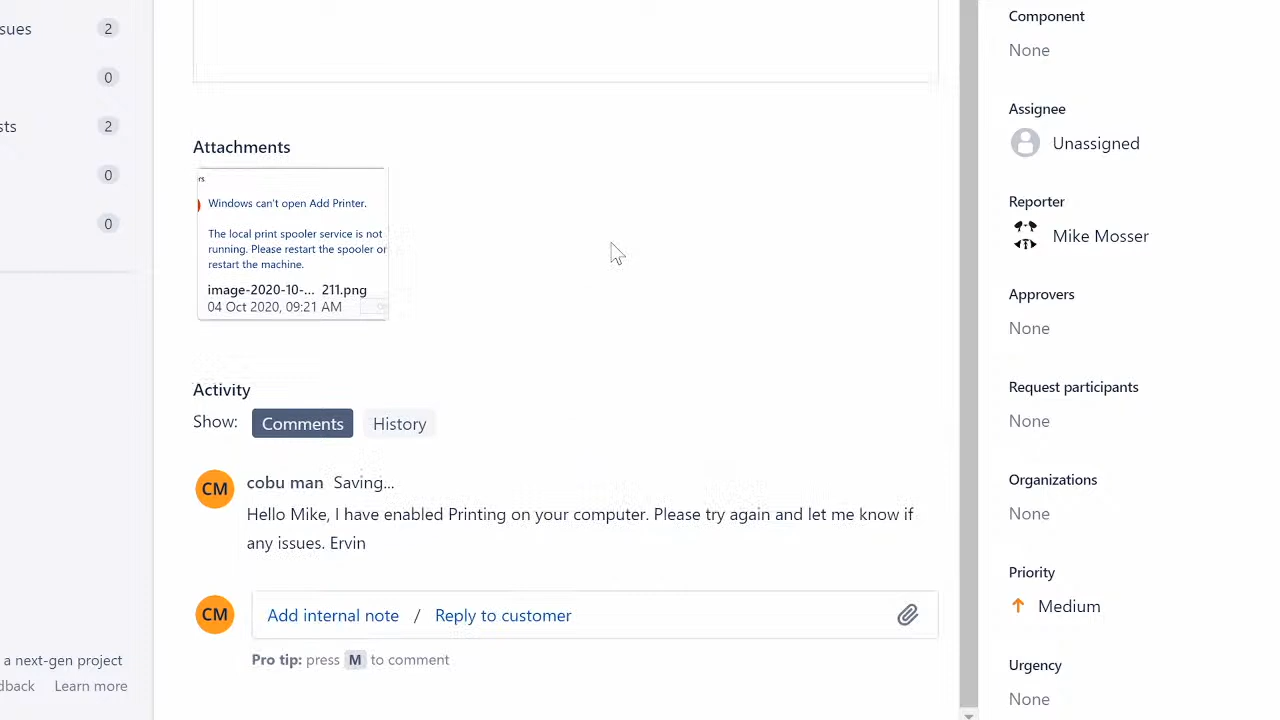 sues 2
0
sts 2
0
0
a next-gen project
dback Learn more
Attachments
rs.
Windows can't open Add Printer.
The local print spooler service is not
running. Please restart the spooler or
restart the machine.
image-2020-10-... 211.png
04 Oct 2020, 09:21 AM
Activity
Show: Comments History
CM cobu man Saving...
Hello Mike, I have enabled Printing on your computer. Please try again and let me know if
any issues. Ervin
CM Add internal note / Reply to customer
Pro tip: press M to comment
Component
None
Assignee
Unassigned
Reporter
Mike Mosser
Approvers
None
Request participants
None
Organizations
None
Priority
Medium
Urgency
None